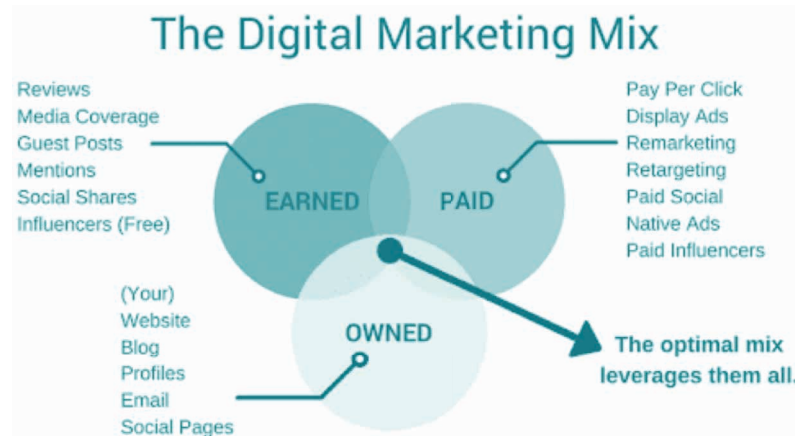 The Digital Marketing Mix
Reviews
Media Coverage
Guest Posts
Mentions
Social Shares
Influencers (Free)
EARNED
PAID
Pay Per Click
Display Ads
Remarketing
Retargeting
Paid Social
Native Ads
Paid Influencers
(Your)
Website
Blog
Profiles
Email
Social Pages
OWNED
The optimal mix
leverages them all.